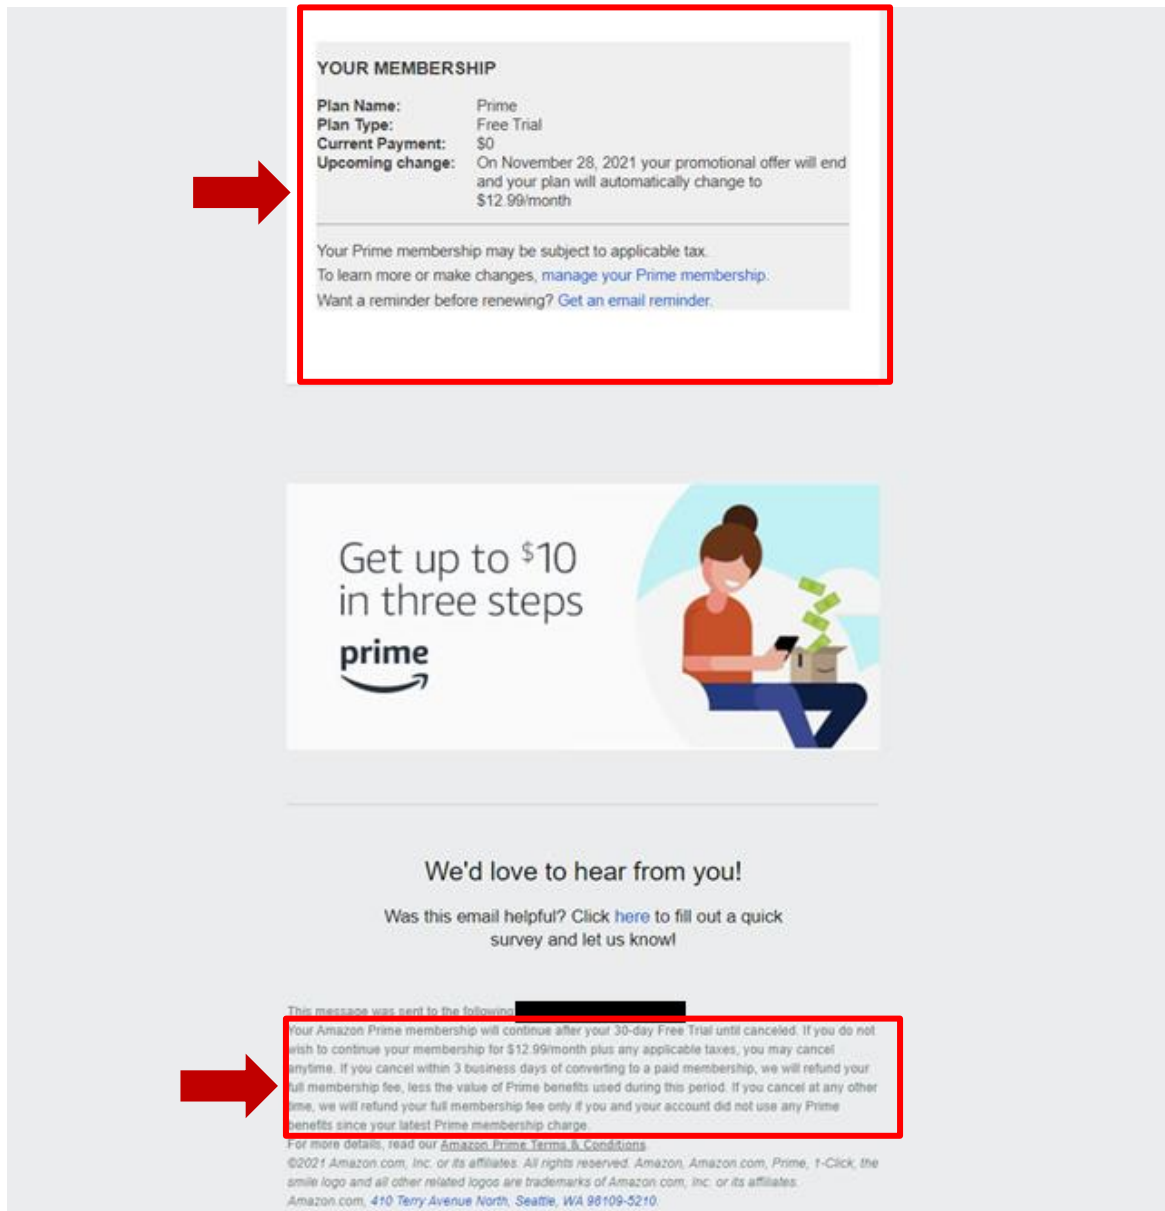 YOUR MEMBERSHIP
Plan Name: Prime
Plan Type: Free Trial
Current Payment: $0
Upcoming change: On November 28, 2021 your promotional offer will end
and your plan will automatically change to
$12.99/month
Your Prime membership may be subject to applicable tax.
To learn more or make changes, manage your Prime membership.
Want a reminder before renewing? Get an email reminder.
Get up to $10
in three steps
prime
We'd love to hear from you!
Was this email helpful? Click here to fill out a quick
survey and let us know!
This message was sent to the following
Your Amazon Prime membership will continue after your 30-day Free Trial until canceled. If you do not
wish to continue your membership for $12.99/month plus any applicable taxes, you may cancel
anytime. If you cancel within 3 business days of converting to a paid membership, we will refund your
full membership fee, less the value of Prime benefits used during this period. If you cancel at any other
time, we will refund your full membership fee only if you and your account did not use any Prime
benefits since your latest Prime membership charge.
For more details, read our Amazon Prime Terms & Conditions.
©2021 Amazon.com, Inc. or its affiliates. All rights reserved. Amazon, Amazon.com, Prime, 1-Click, the
smile logo and all other related logos are trademarks of Amazon.com, Inc. or its affiliates.
Amazon.com, 410 Terry Avenue North, Seattle, WA 98109-5210.